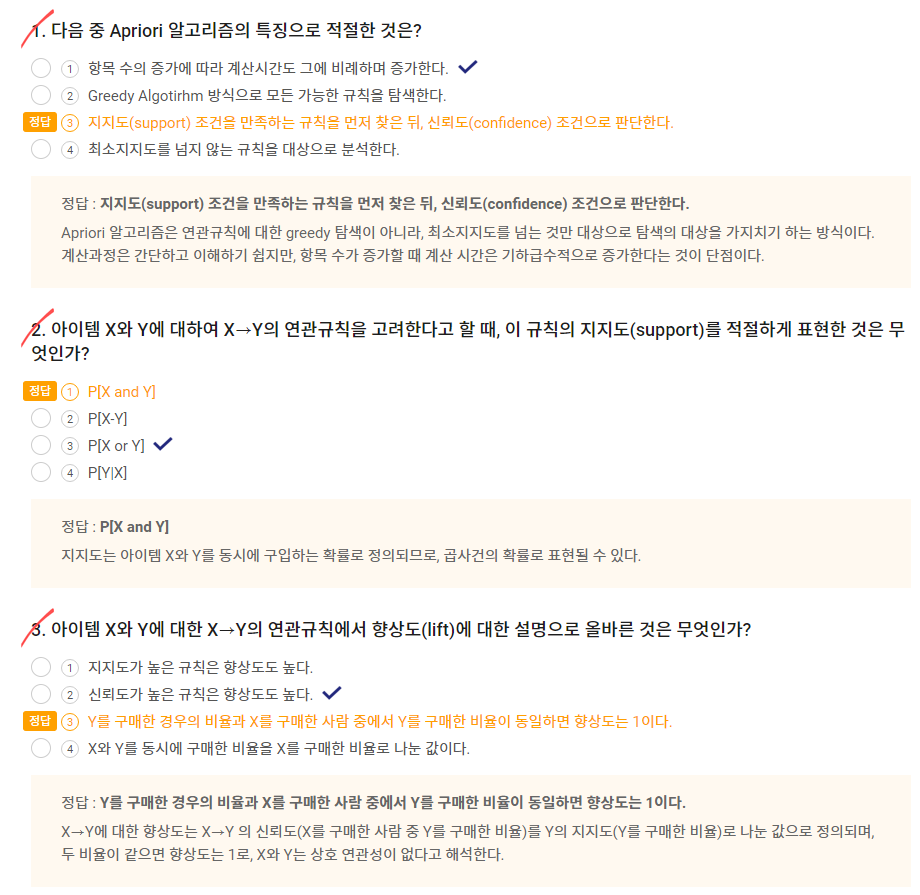 1. 다음 중 Apriori 알고리즘의 특징으로 적절한 것은?
1 항목 수의 증가에 따라 계산시간도 그에 비례하며 증가한다.
2 Greedy Algotirhm 방식으로 모든 가능한 규칙을 탐색한다.
정답 3 지지도(support) 조건을 만족하는 규칙을 먼저 찾은 뒤, 신뢰도(confidence) 조건으로 판단한다.
4 최소지지도를 넘지 않는 규칙을 대상으로 분석한다.
정답 : 지지도(support) 조건을 만족하는 규칙을 먼저 찾은 뒤, 신뢰도(confidence) 조건으로 판단한다.
Apriori 알고리즘은 연관규칙에 대한 greedy 탐색이 아니라, 최소지지도를 넘는 것만 대상으로 탐색의 대상을 가지치기 하는 방식이다.
계산과정은 간단하고 이해하기 쉽지만, 항목 수가 증가할 때 계산 시간은 기하급수적으로 증가한다는 것이 단점이다.
2. 아이템 X와 Y에 대하여 X→Y의 연관규칙을 고려한다고 할 때, 이 규칙의 지지도(support)를 적절하게 표현한 것은 무
엇인가?
정답 1 P[X and Y]
2 P[X-Y]
3 P[X or Y]
4 P[Y|X]
정답 : P[X and Y]
지지도는 아이템 X와 Y를 동시에 구입하는 확률로 정의되므로, 곱사건의 확률로 표현될 수 있다.
3. 아이템 X와 Y에 대한 X→Y의 연관규칙에서 향상도(lift)에 대한 설명으로 올바른 것은 무엇인가?
1 지지도가 높은 규칙은 향상도도 높다.
2 신뢰도가 높은 규칙은 향상도도 높다.
정답 3 Y를 구매한 경우의 비율과 X를 구매한 사람 중에서 Y를 구매한 비율이 동일하면 향상도는 1이다.
4 X와 Y를 동시에 구매한 비율을 X를 구매한 비율로 나눈 값이다.
정답 : Y를 구매한 경우의 비율과 X를 구매한 사람 중에서 Y를 구매한 비율이 동일하면 향상도는 1이다.
X→Y에 대한 향상도는 X→Y 의 신뢰도(X를 구매한 사람 중 Y를 구매한 비율)를 Y의 지지도(Y를 구매한 비율)로 나눈 값으로 정의되며,
두 비율이 같으면 향상도는 1로, X와 Y는 상호 연관성이 없다고 해석한다.